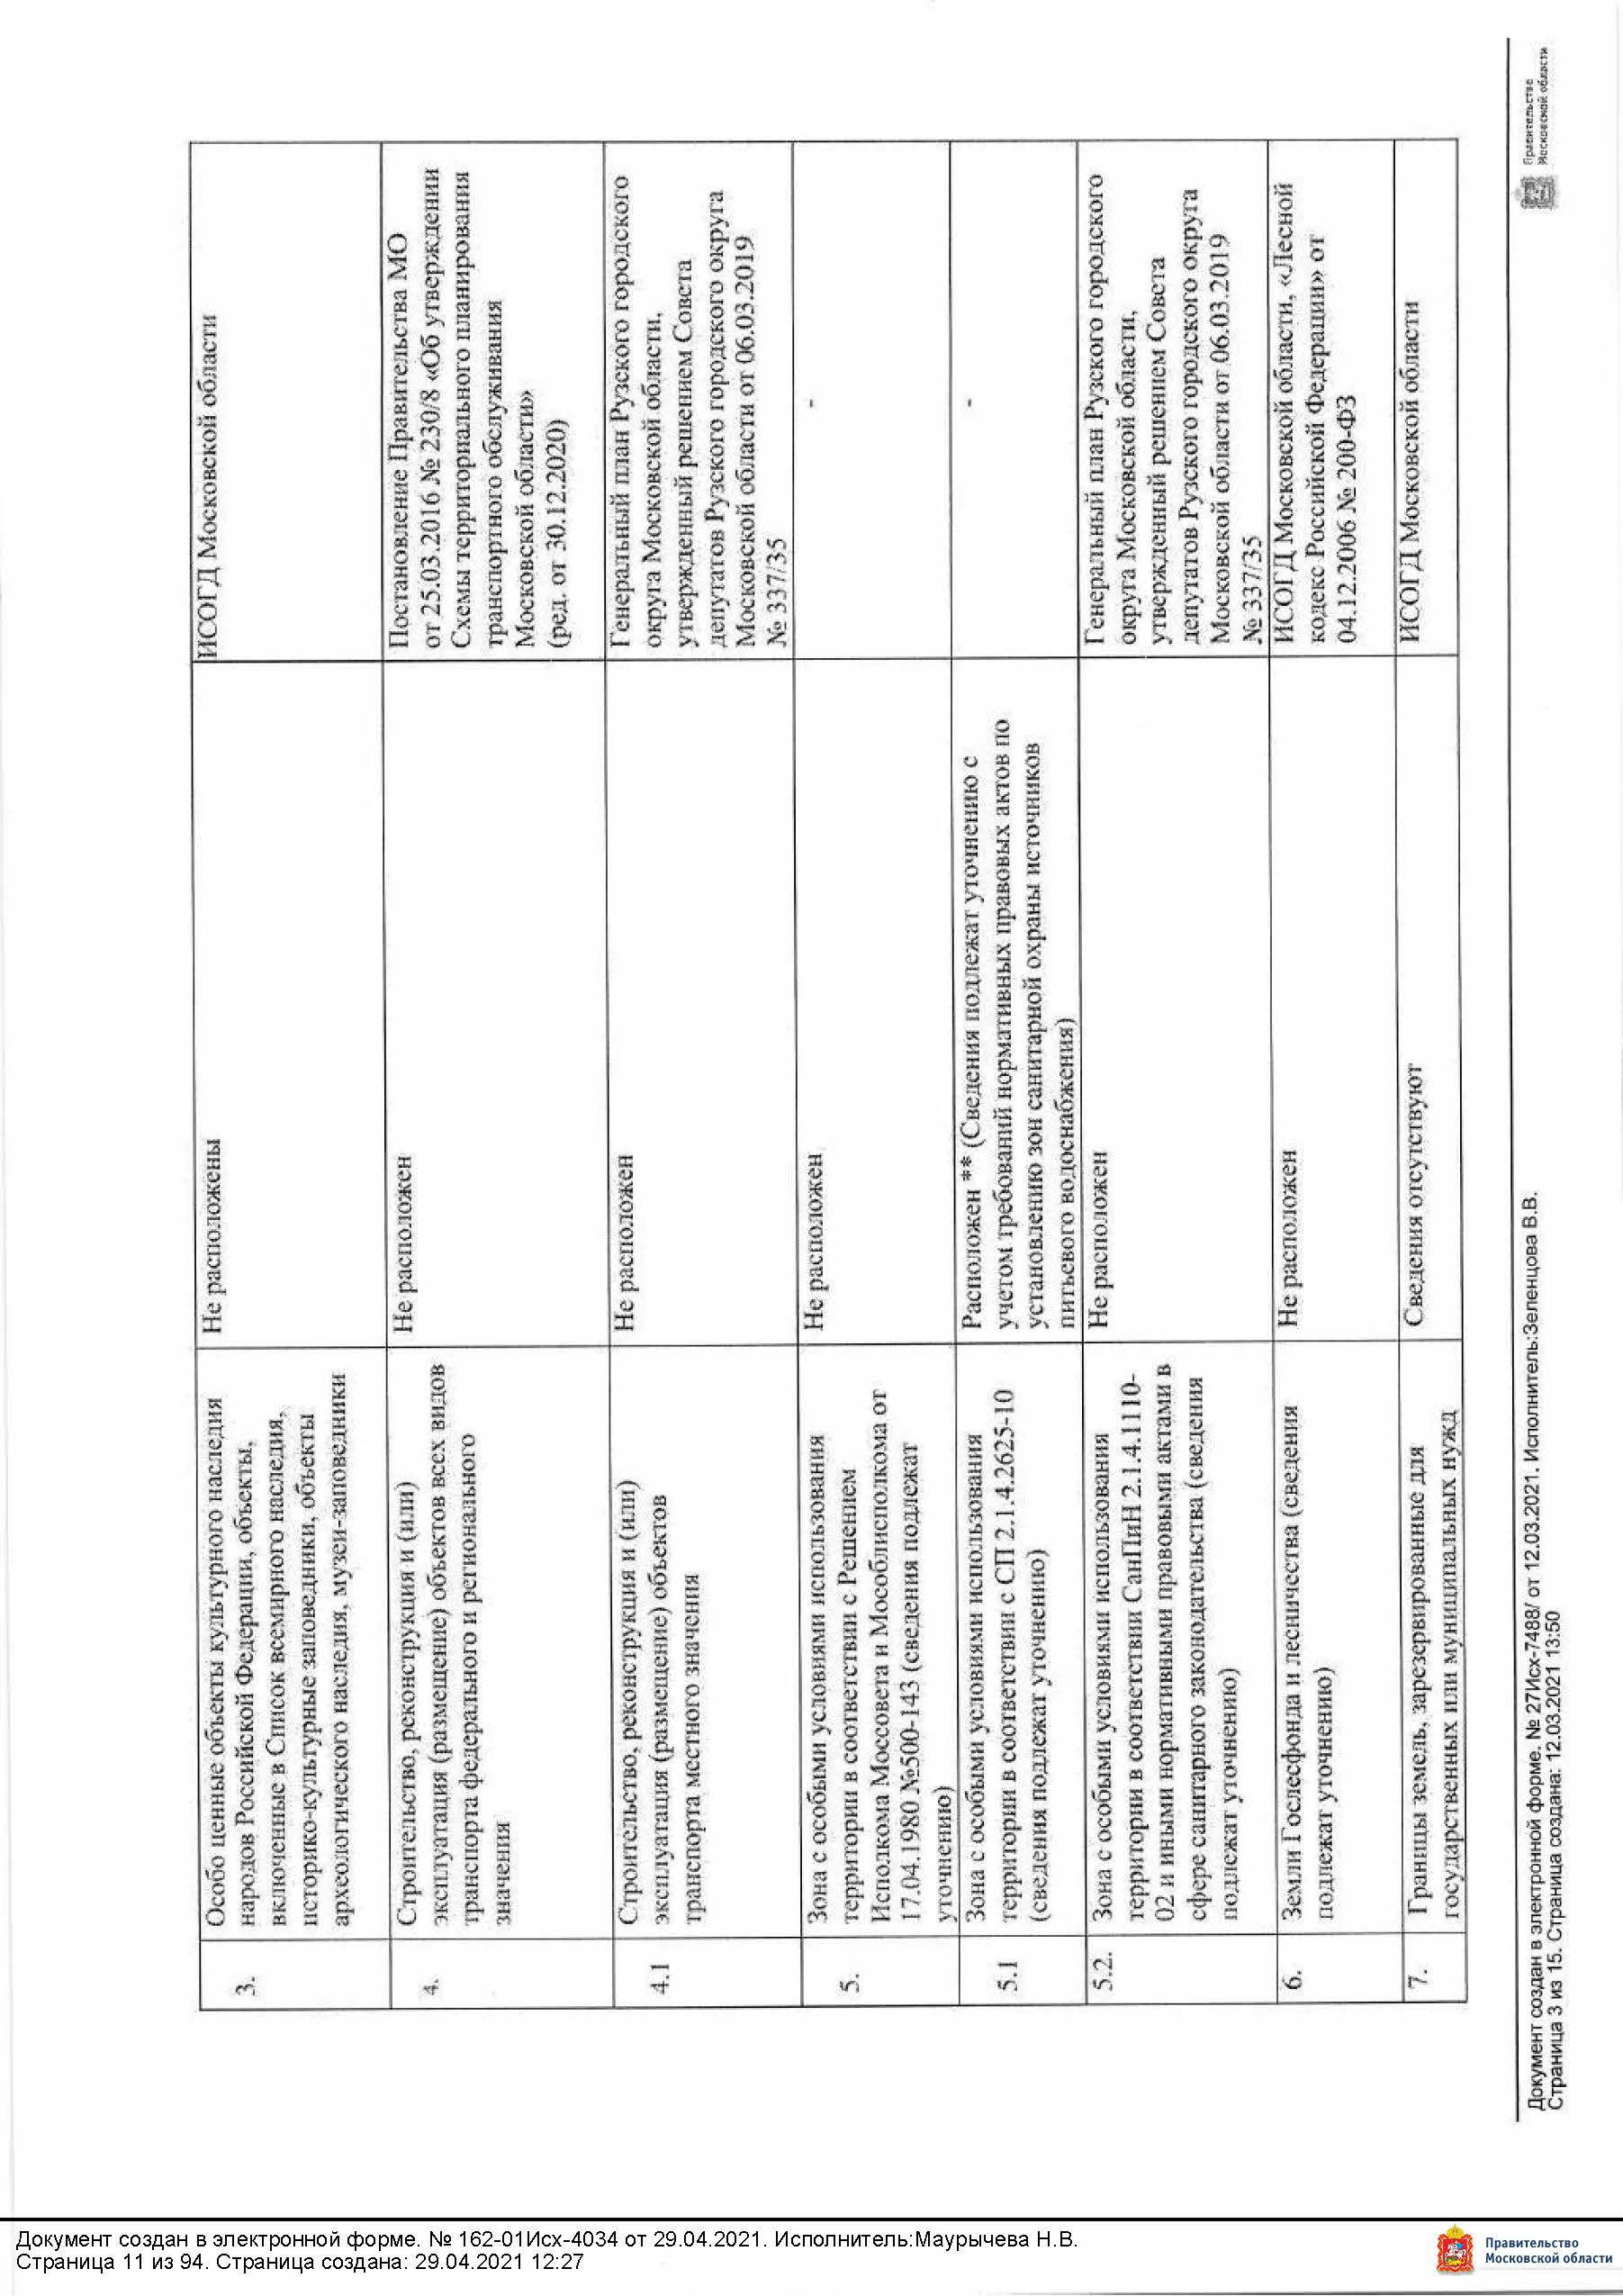 3.
Особо ценные объекты культурного наследия
народов Российской Федерации, объекты,
включенные в Список всемирного наследия,
историко-культурные заповедники, объекты
археологического наследия, музеи-заповедники
Не расположены
ИСОГД Московской области
4.
Строительство, реконструкция и (или)
эксплуатация (размещение) объектов всех видов
транспорта федерального и регионального
значения
Не расположен
Постановление Правительства МО
от 25.03.2016 № 230/8 «Об утверждении
Схемы территориального планирования
транспортного обслуживания
Московской области»
(ред. от 30.12.2020)
4.1
Строительство, реконструкция и (или)
эксплуатация (размещение) объектов
транспорта местного значения
Не расположен
Генеральный план Рузского городского
округа Московской области,
утвержденный решением Совета
депутатов Рузского городского округа
Московской области от 06.03.2019
№ 337/35
5.
Зона с особыми условиями использования
территории в соответствии с Решением
Исполкома Моссовета и Мособлисполкома от
17.04.1980 №500-143 (сведения подлежат
уточнению)
Не расположен
-
5.1
Зона с особыми условиями использования
территории в соответствии с СП 2.1.4.2625-10
(сведения подлежат уточнению)
Расположен ** (Сведения подлежат уточнению с
учетом требований нормативных правовых актов по
установлению зон санитарной охраны источников
питьевого водоснабжения)
-
5.2.
Зона с особыми условиями использования
территории в соответствии СанПиН 2.1.4.1110-
02 и иными нормативными правовыми актами в
сфере санитарного законодательства (сведения
подлежат уточнению)
Не расположен
Генеральный план Рузского городского
округа Московской области,
утвержденный решением Совета
депутатов Рузского городского округа
Московской области от 06.03.2019
№ 337/35
6.
Земли Гослесфонда и лесничества (сведения
подлежат уточнению)
Не расположен
ИСОГД Московской области, «Лесной
кодекс Российской Федерации» от
04.12.2006 № 200-ФЗ
7.
Границы земель, зарезервированные для
государственных или муниципальных нужд
Сведения отсутствуют
ИСОГД Московской области
Документ создан в электронной форме. № 27Исх-7488/ от 12.03.2021. Исполнитель:Зеленцова В.В.
Страница 3 из 15. Страница создана: 12.03.2021 13:50
Правительство
Московской области
Документ создан в электронной форме. № 162-01Исх-4034 от 29.04.2021. Исполнитель:Маурычева Н.В.
Страница 11 из 94. Страница создана: 29.04.2021 12:27
Правительство
Московской области